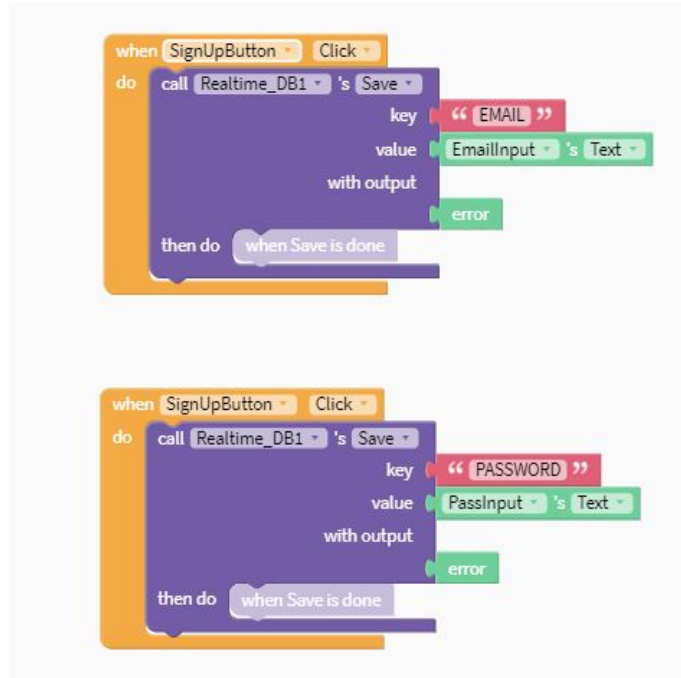 when SignUpButton Click
do call Realtime_DB1 's Save
key “ EMAIL ”
value EmailInput 's Text
with output
error
then do when Save is done
when SignUpButton Click
do call Realtime_DB1 's Save
key “ PASSWORD ”
value PassInput 's Text
with output
error
then do when Save is done